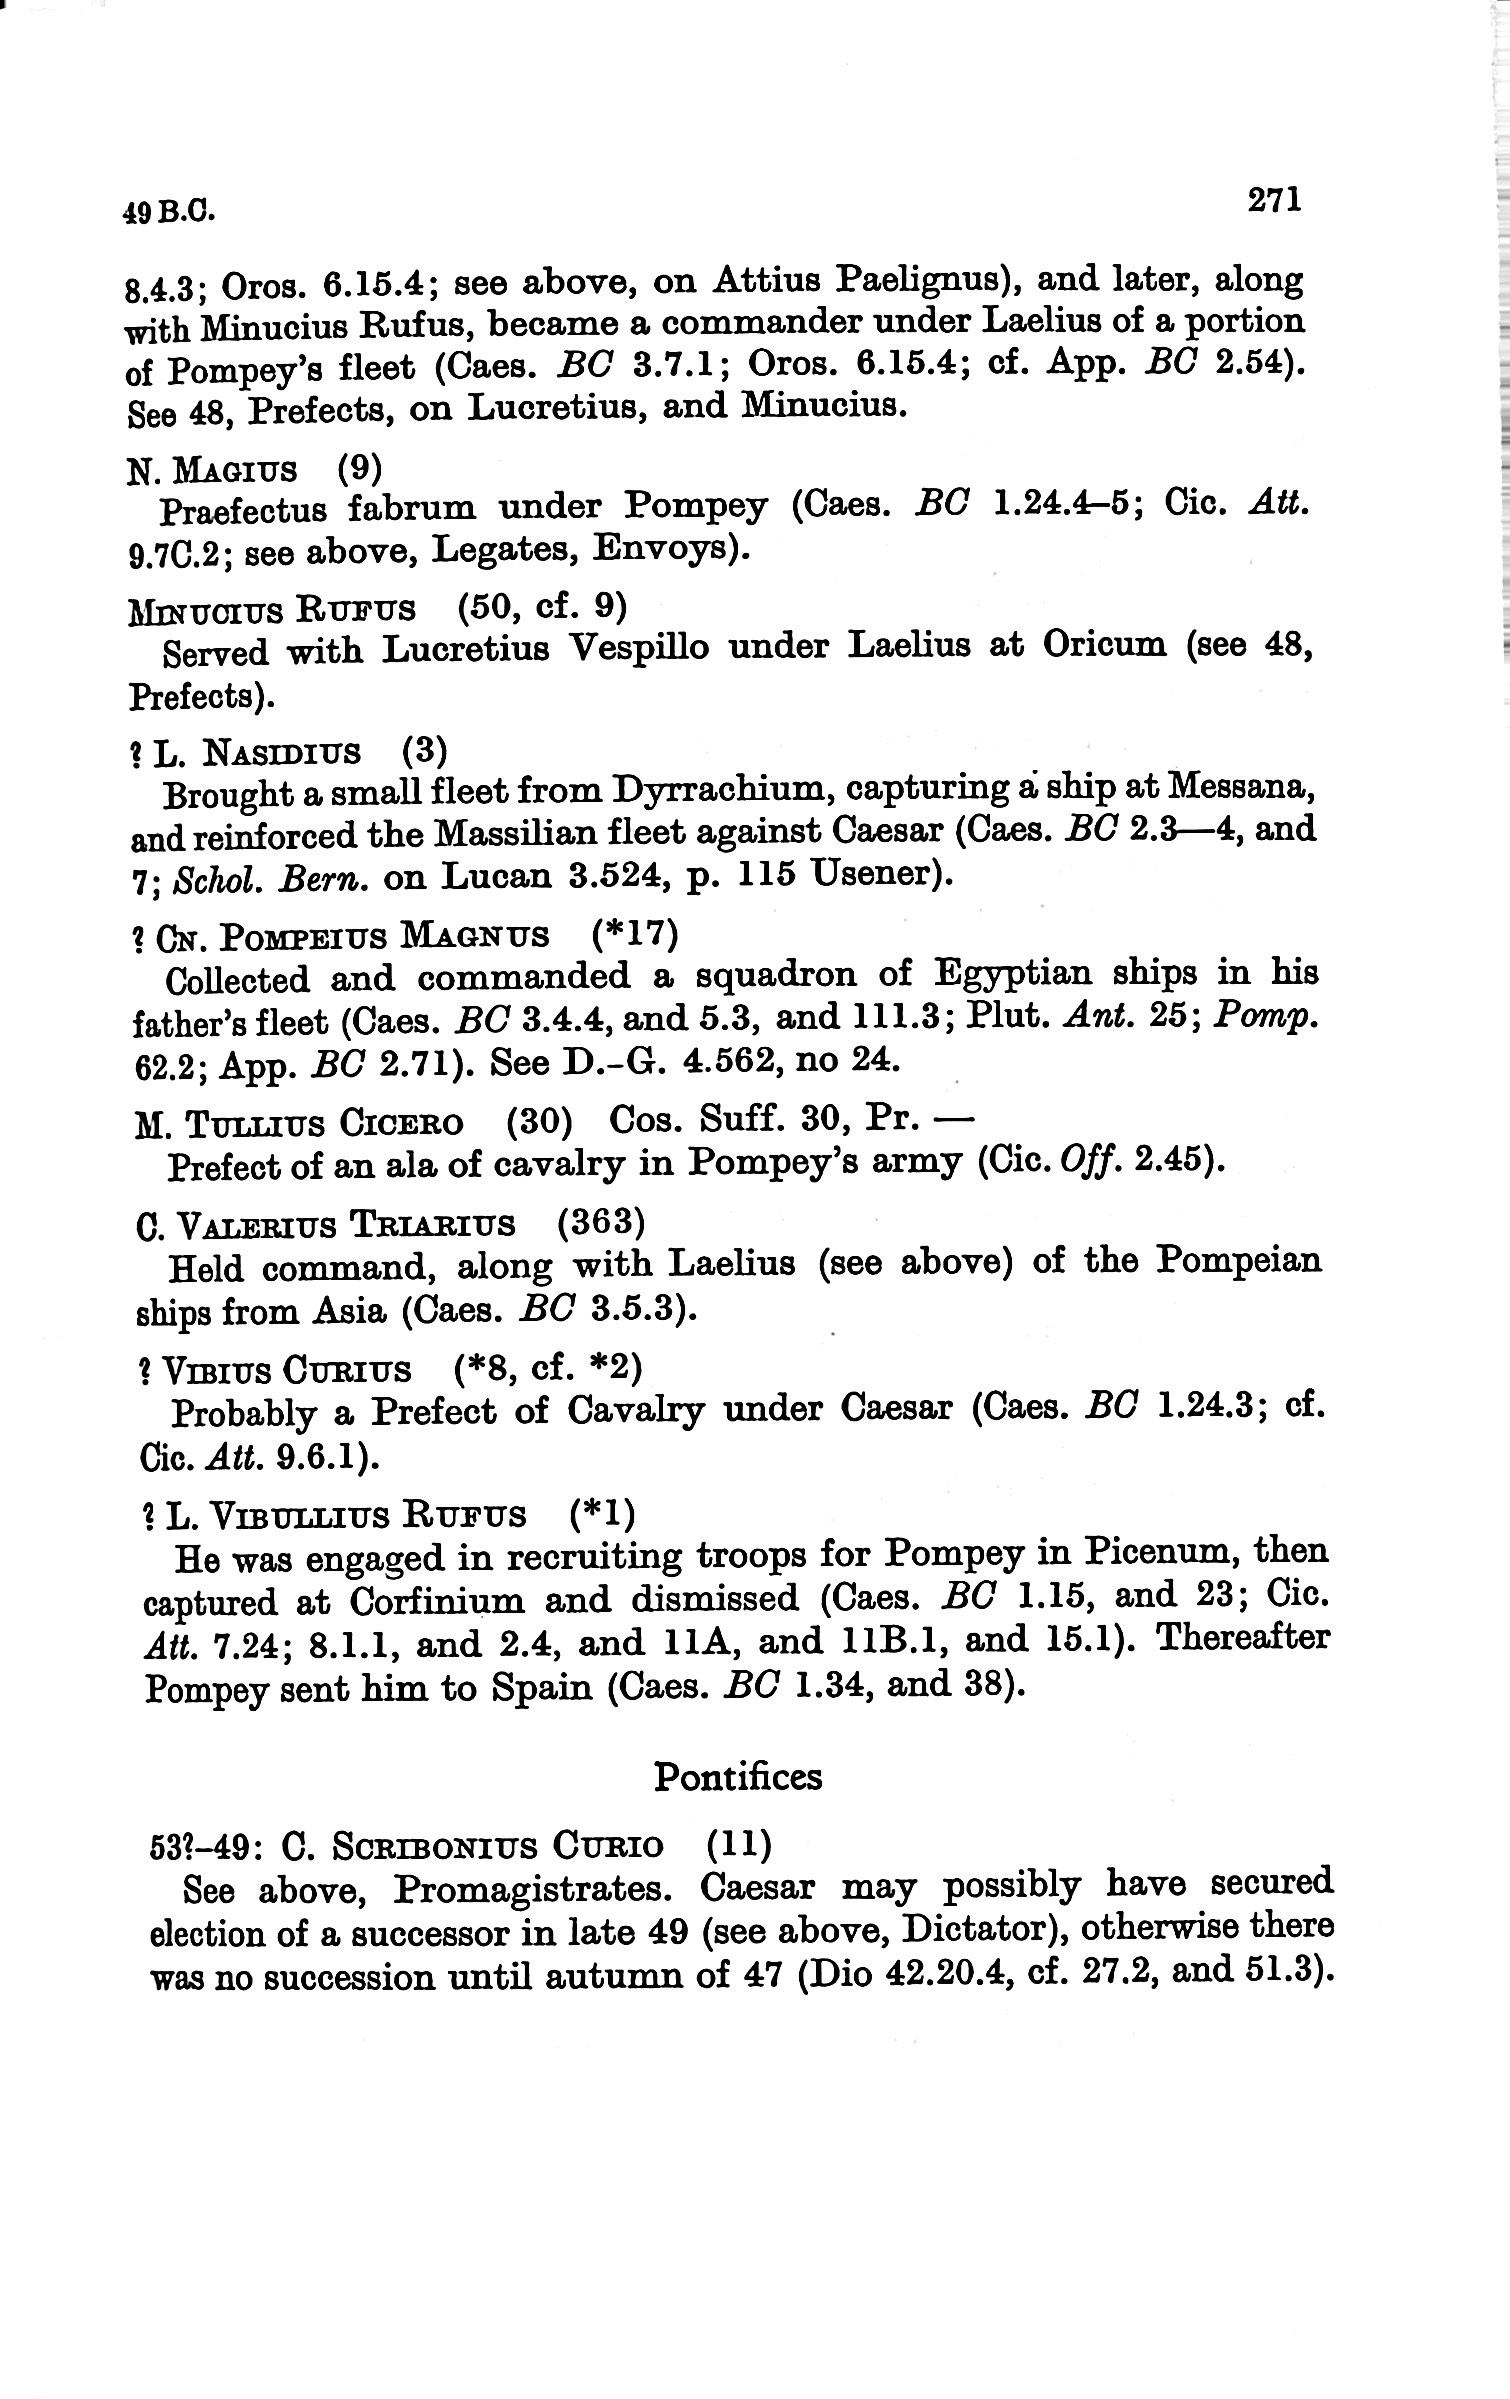 49 B.C. 271
8.4.3; Oros. 6.15.4; see above, on Attius Paelignus), and later, along
with Minucius Rufus, became a commander under Laelius of a portion
of Pompey's fleet (Caes. BC 3.7.1; Oros. 6.15.4; cf. App. BC 2.54).
See 48, Prefects, on Lucretius, and Minucius.
N. MAGIUS (9)
Praefectus fabrum under Pompey (Caes. BC 1.24.4–5; Cic. Att.
9.7C.2; see above, Legates, Envoys).
MINUCIUS RUFUS (50, cf. 9)
Served with Lucretius Vespillo under Laelius at Oricum (see 48,
Prefects).
? L. NASIDIUS (3)
Brought a small fleet from Dyrrachium, capturing a ship at Messana,
and reinforced the Massilian fleet against Caesar (Caes. BC 2.3—4, and
7; Schol. Bern. on Lucan 3.524, p. 115 Usener).
? CN. POMPEIUS MAGNUS (*17)
Collected and commanded a squadron of Egyptian ships in his
father's fleet (Caes. BC 3.4.4, and 5.3, and 111.3; Plut. Ant. 25; Pomp.
62.2; App. BC 2.71). See D.–G. 4.562, no 24.
M. TULLIUS CICERO (30) Cos. Suff. 30, Pr. —
Prefect of an ala of cavalry in Pompey's army (Cic. Off. 2.45).
C. VALERIUS TRIARIUS (363)
Held command, along with Laelius (see above) of the Pompeian
ships from Asia (Caes. BC 3.5.3).
? VIBIUS CURIUS (*8, cf. *2)
Probably a Prefect of Cavalry under Caesar (Caes. BC 1.24.3; cf.
Cic. Att. 9.6.1).
? L. VIBULLIUS RUFUS (*1)
He was engaged in recruiting troops for Pompey in Picenum, then
captured at Corfinium and dismissed (Caes. BC 1.15, and 23; Cic.
Att. 7.24; 8.1.1, and 2.4, and 11A, and 11B.1, and 15.1). Thereafter
Pompey sent him to Spain (Caes. BC 1.34, and 38).
Pontifices
53?–49: C. SCRIBONIUS CURIO (11)
See above, Promagistrates. Caesar may possibly have secured
election of a successor in late 49 (see above, Dictator), otherwise there
was no succession until autumn of 47 (Dio 42.20.4, cf. 27.2, and 51.3).